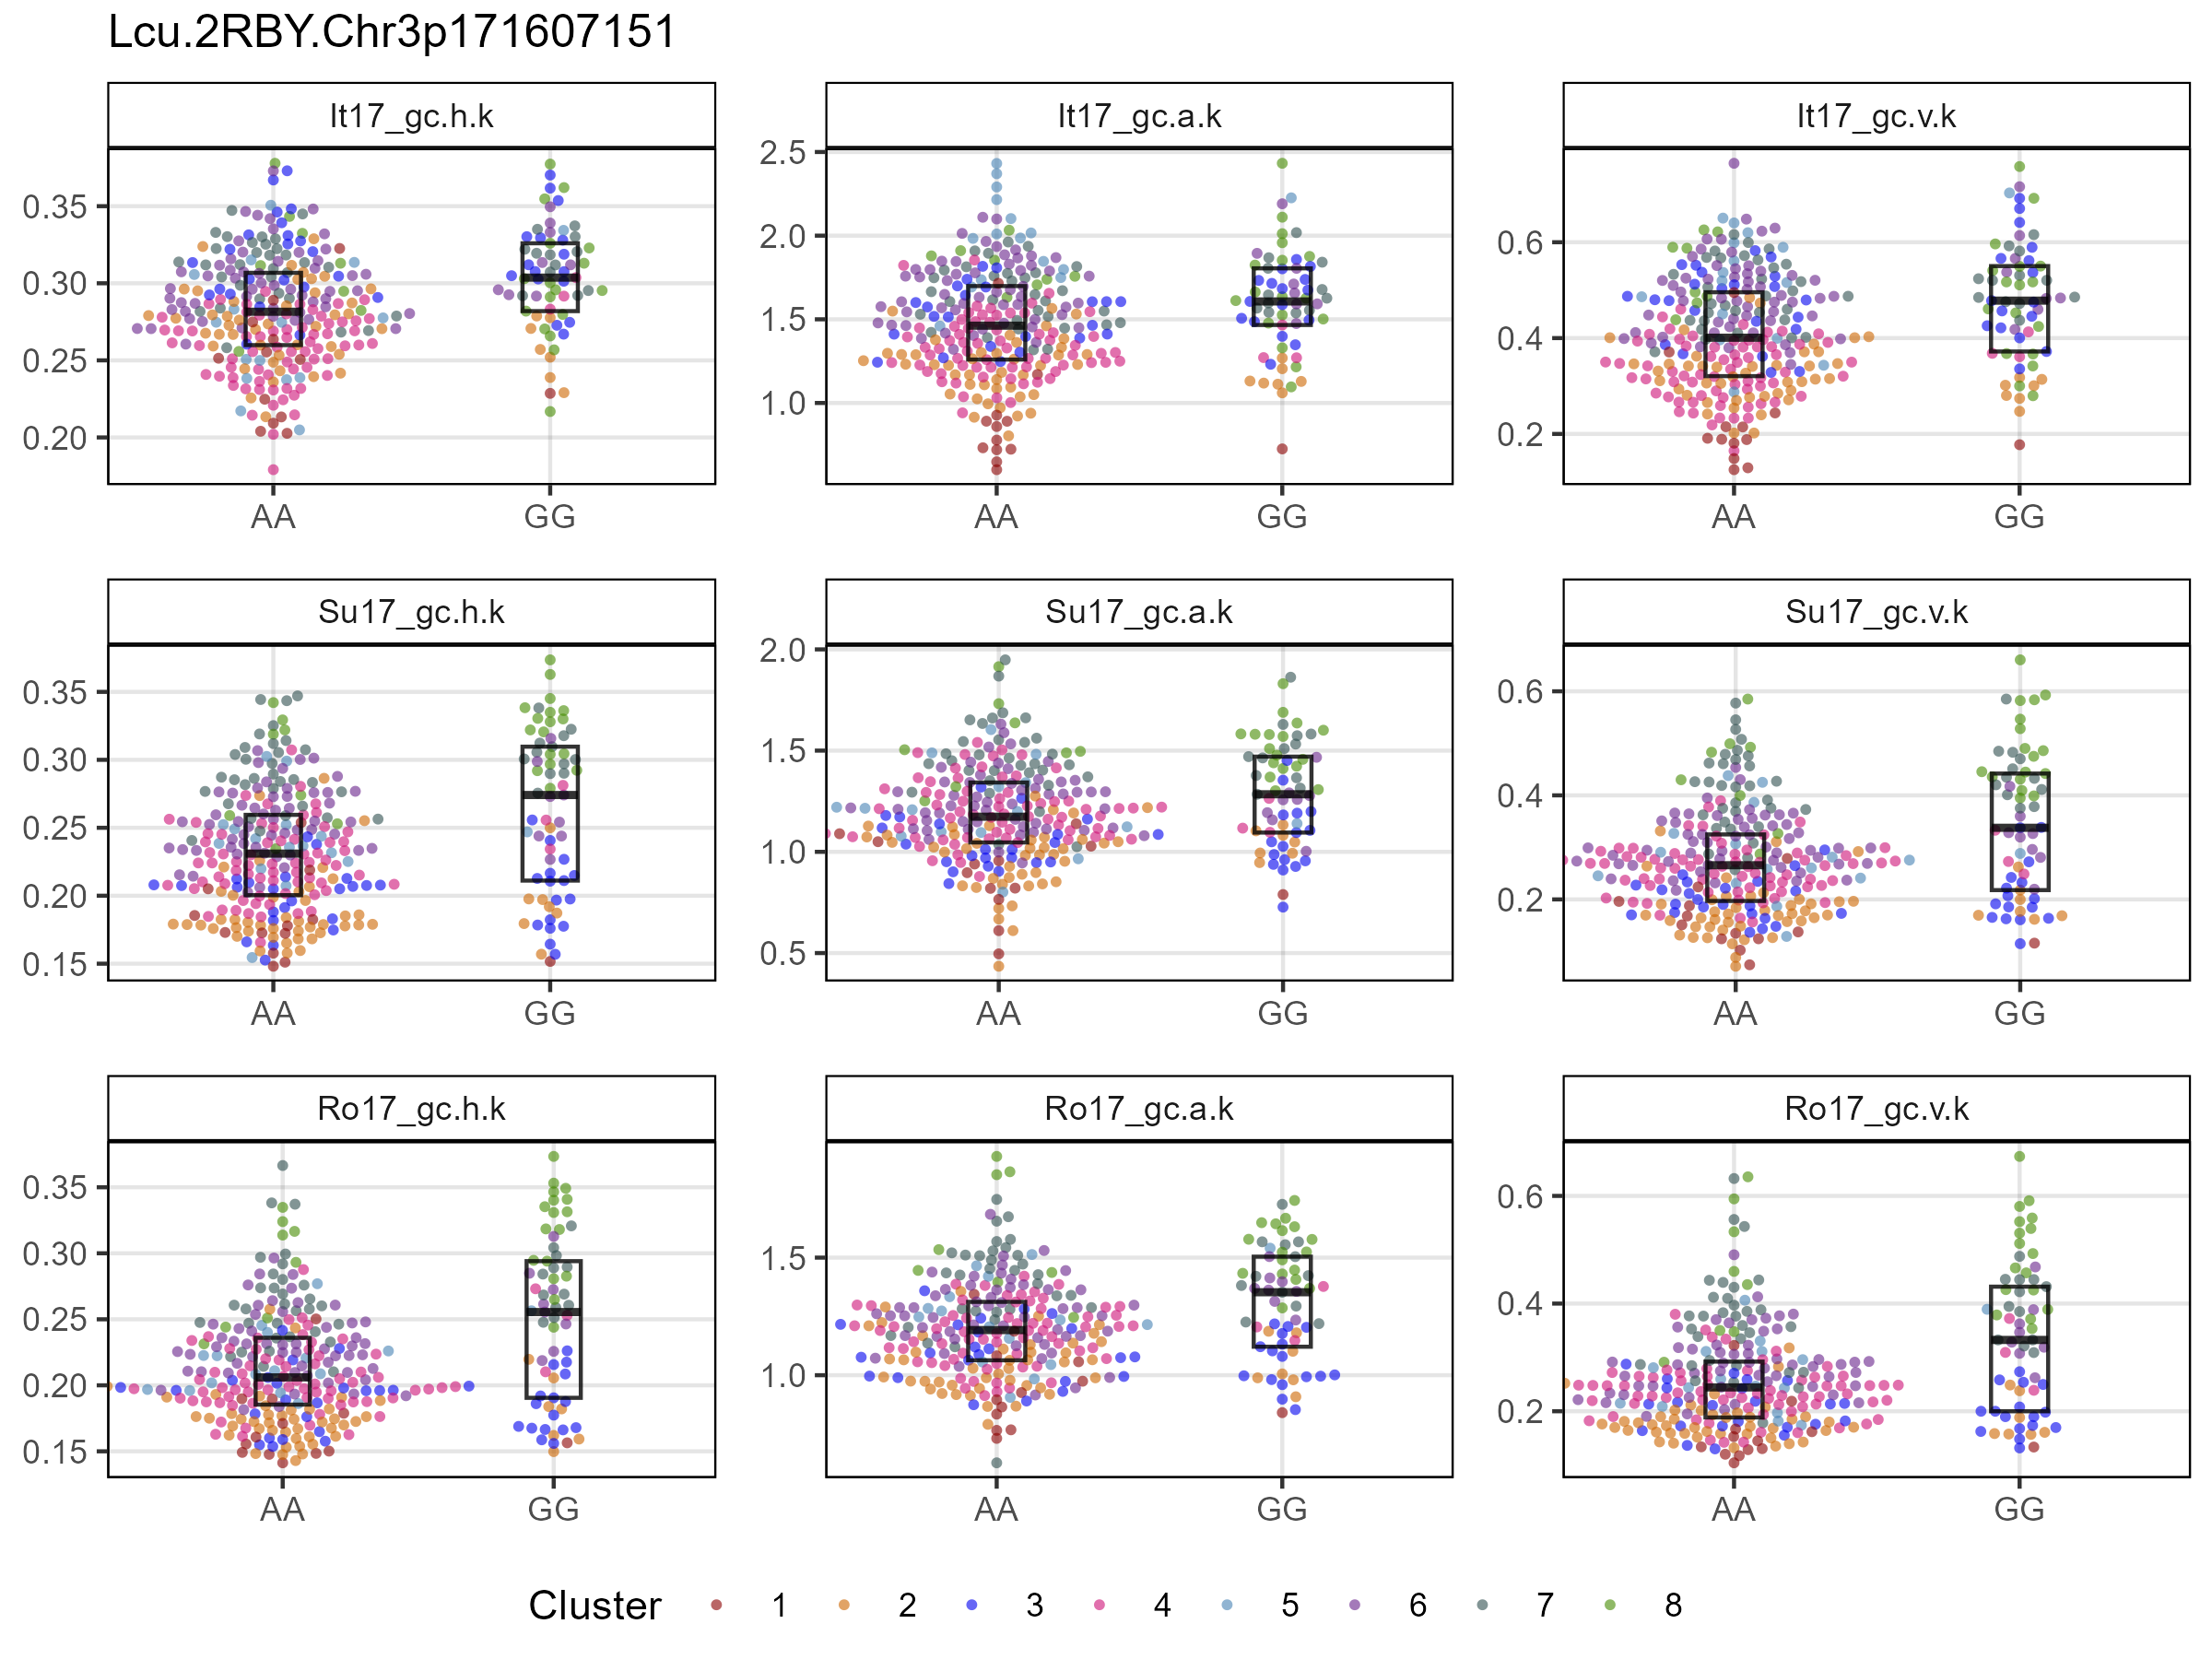 Lcu.2RBY.Chr3p171607151
It17_gc.h.k
It17_gc.a.k
It17_gc.v.k
0.35
0.30
0.25
0.20
AA GG
2.5
2.0
1.5
1.0
AA GG
0.6
0.4
0.2
AA GG
Su17_gc.h.k
Su17_gc.a.k
Su17_gc.v.k
0.35
0.30
0.25
0.20
0.15
AA GG
2.0
1.5
1.0
0.5
AA GG
0.6
0.4
0.2
AA GG
Ro17_gc.h.k
Ro17_gc.a.k
Ro17_gc.v.k
0.35
0.30
0.25
0.20
0.15
AA GG
1.5
1.0
AA GG
0.6
0.4
0.2
AA GG
Cluster 1 2 3 4 5 6 7 8